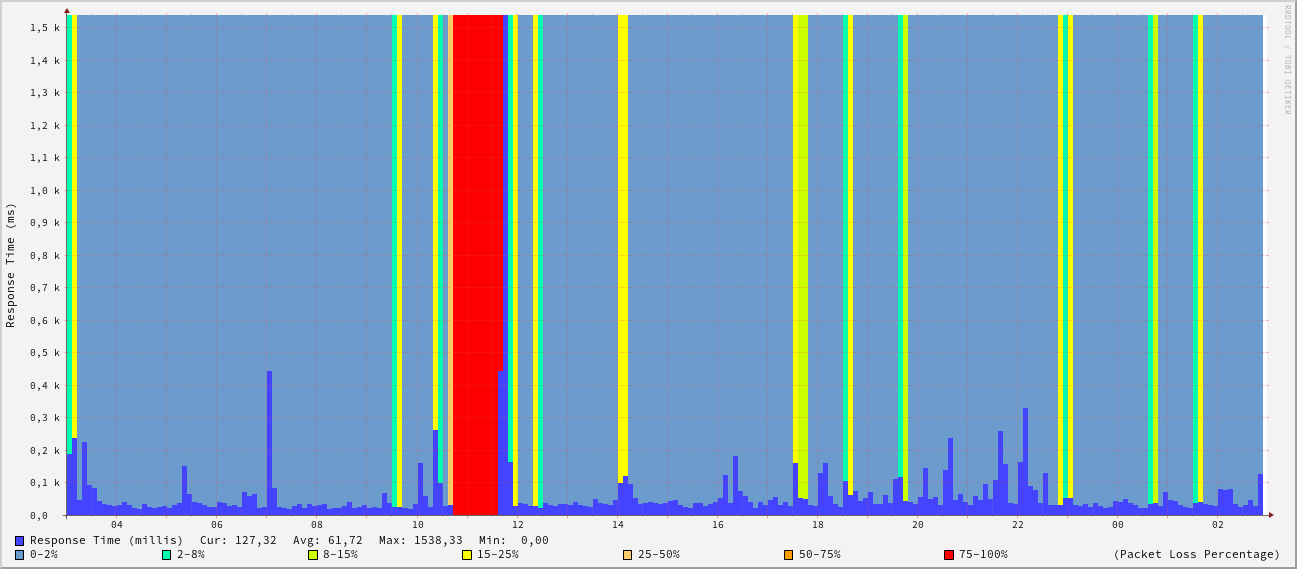 RRDTOOL / TOBI OETIKER
Response Time (ms)
1,5 k
1,4 k
1,3 k
1,2 k
1,1 k
1,0 k
0,9 k
0,8 k
0,7 k
0,6 k
0,5 k
0,4 k
0,3 k
0,2 k
0,1 k
0,0
04 06 08 10 12 14 16 18 20 22 00 02
Response Time (millis) Cur: 127,32 Avg: 61,72 Max: 1538,33 Min: 0,00
0-2% 2-8% 8-15% 15-25% 25-50% 50-75% 75-100% (Packet Loss Percentage)